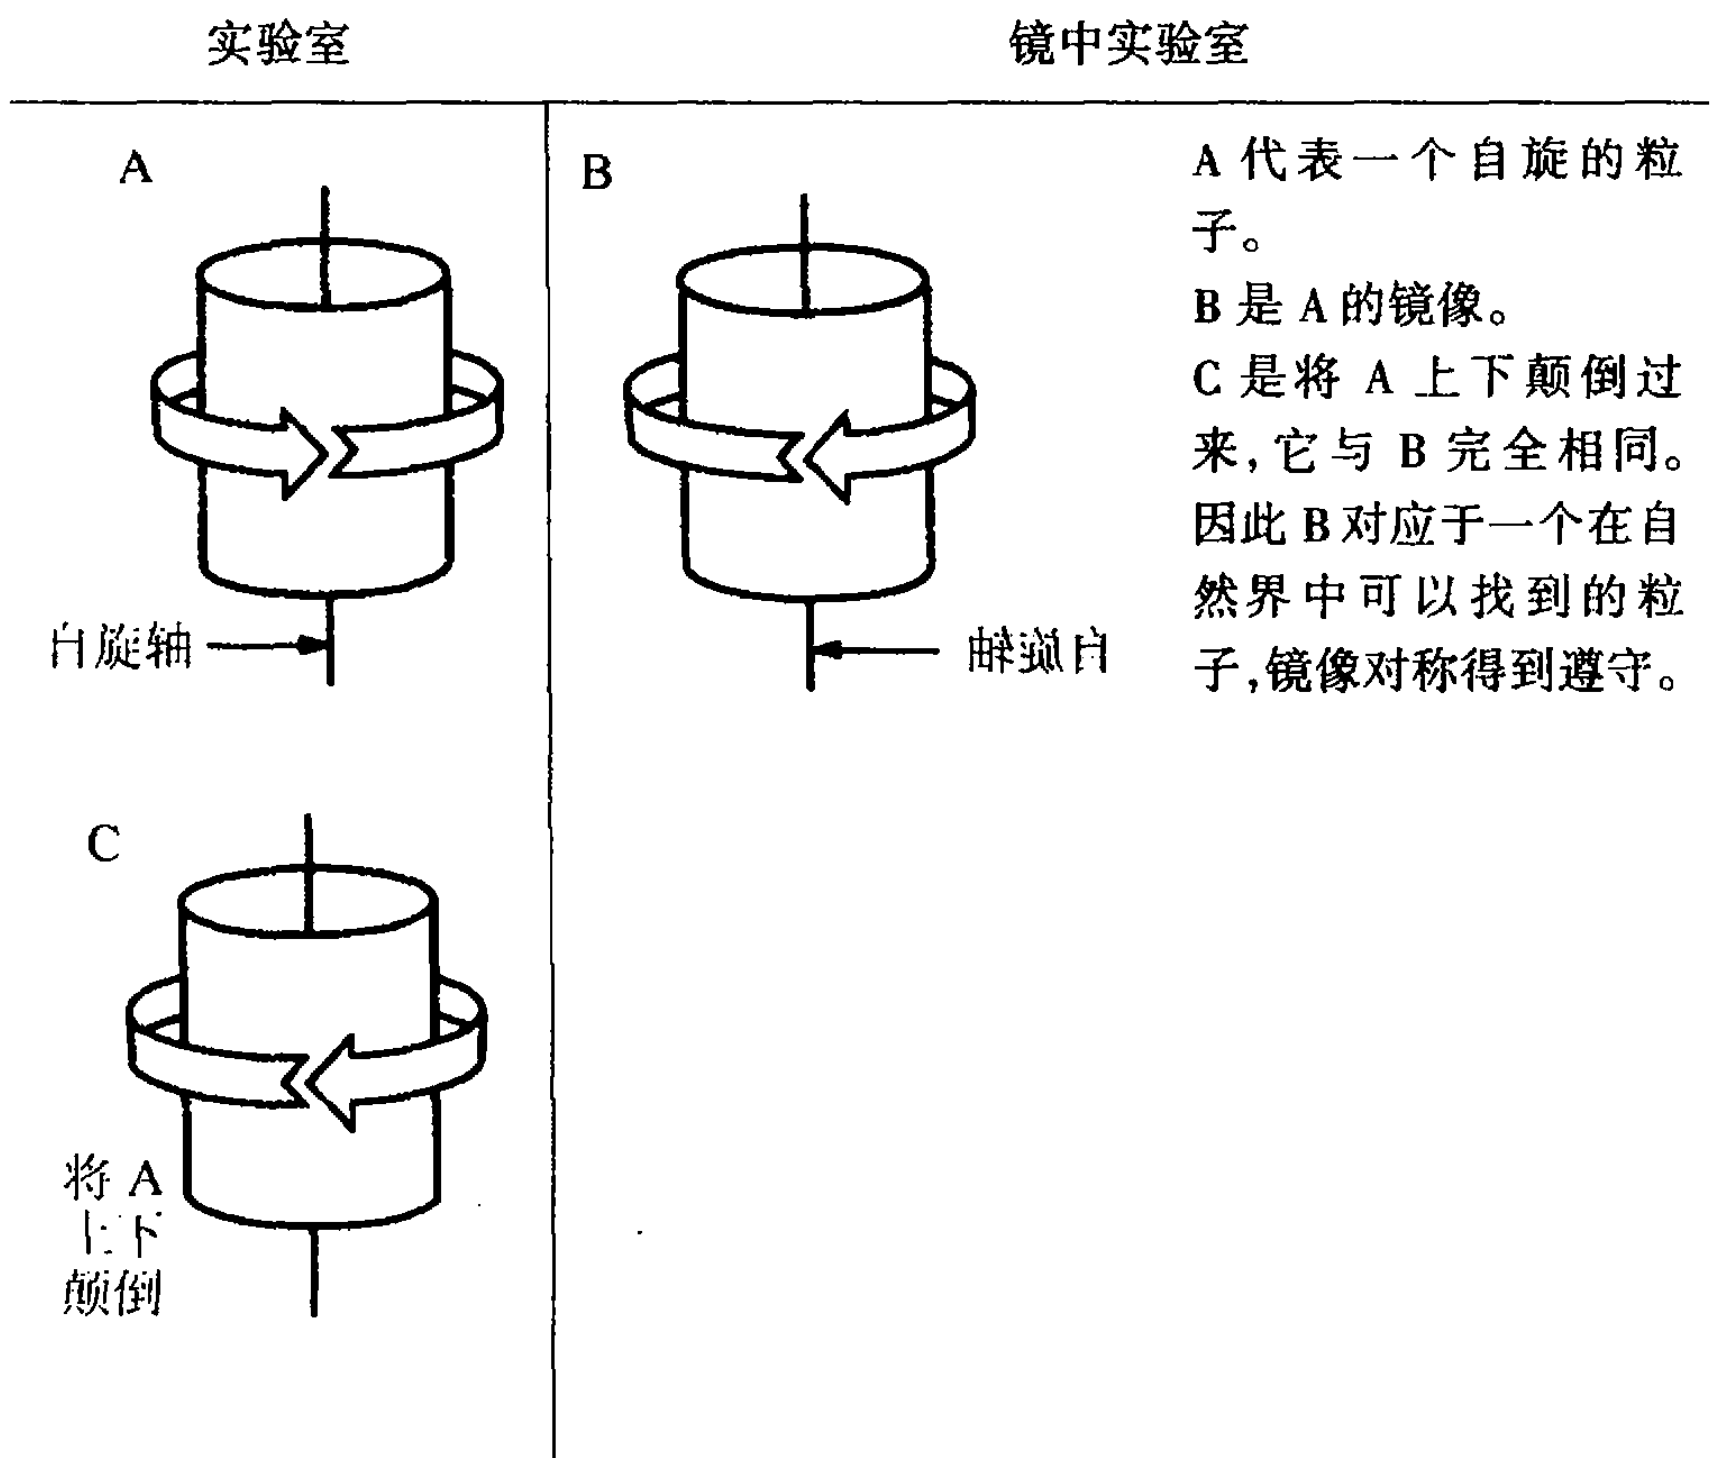 实验室
镜中实验室
A
B
A 代表一个自旋的粒
子。
B 是 A 的镜像。
C 是将 A 上下颠倒过
来,它与 B 完全相同。
因此 B 对应于一个在自
然界中可以找到的粒
子,镜像对称得到遵守。
自旋轴
自旋轴
C
将 A
上下
颠倒